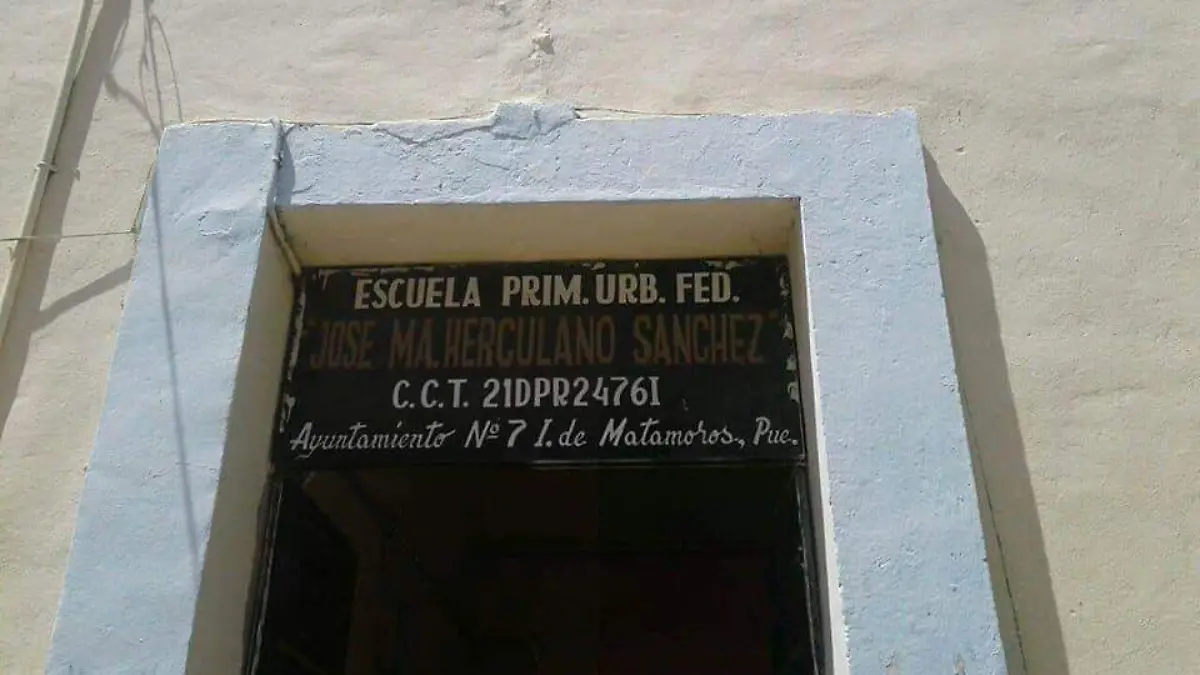 ESCUELA PRIM. URB. FED.
"JOSE MA. HERCULANO SANCHEZ"
C.C.T. 21DPR2476I
Ayuntamiento Nº 7 I. de Matamoros., Pue.